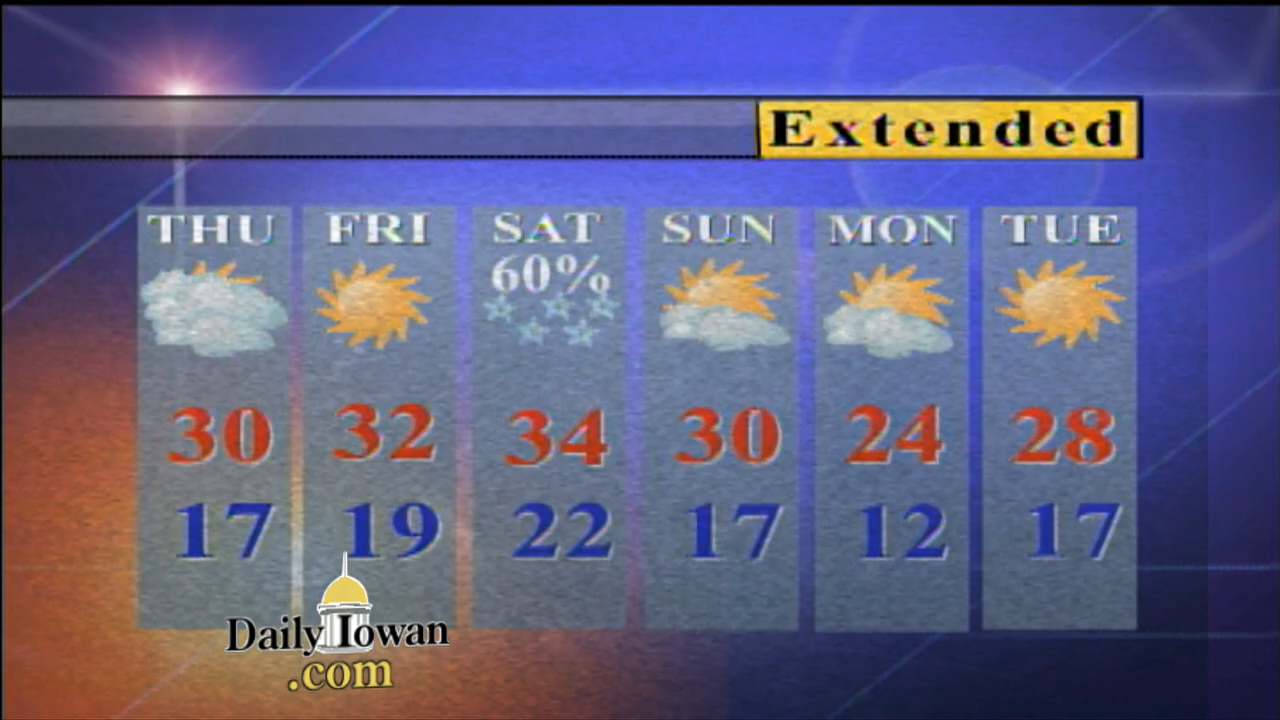 Extended
THU FRI SAT SUN MON TUE
60%
30 32 34 30 24 28
17 19 22 17 12 17
Daily Iowan
.com